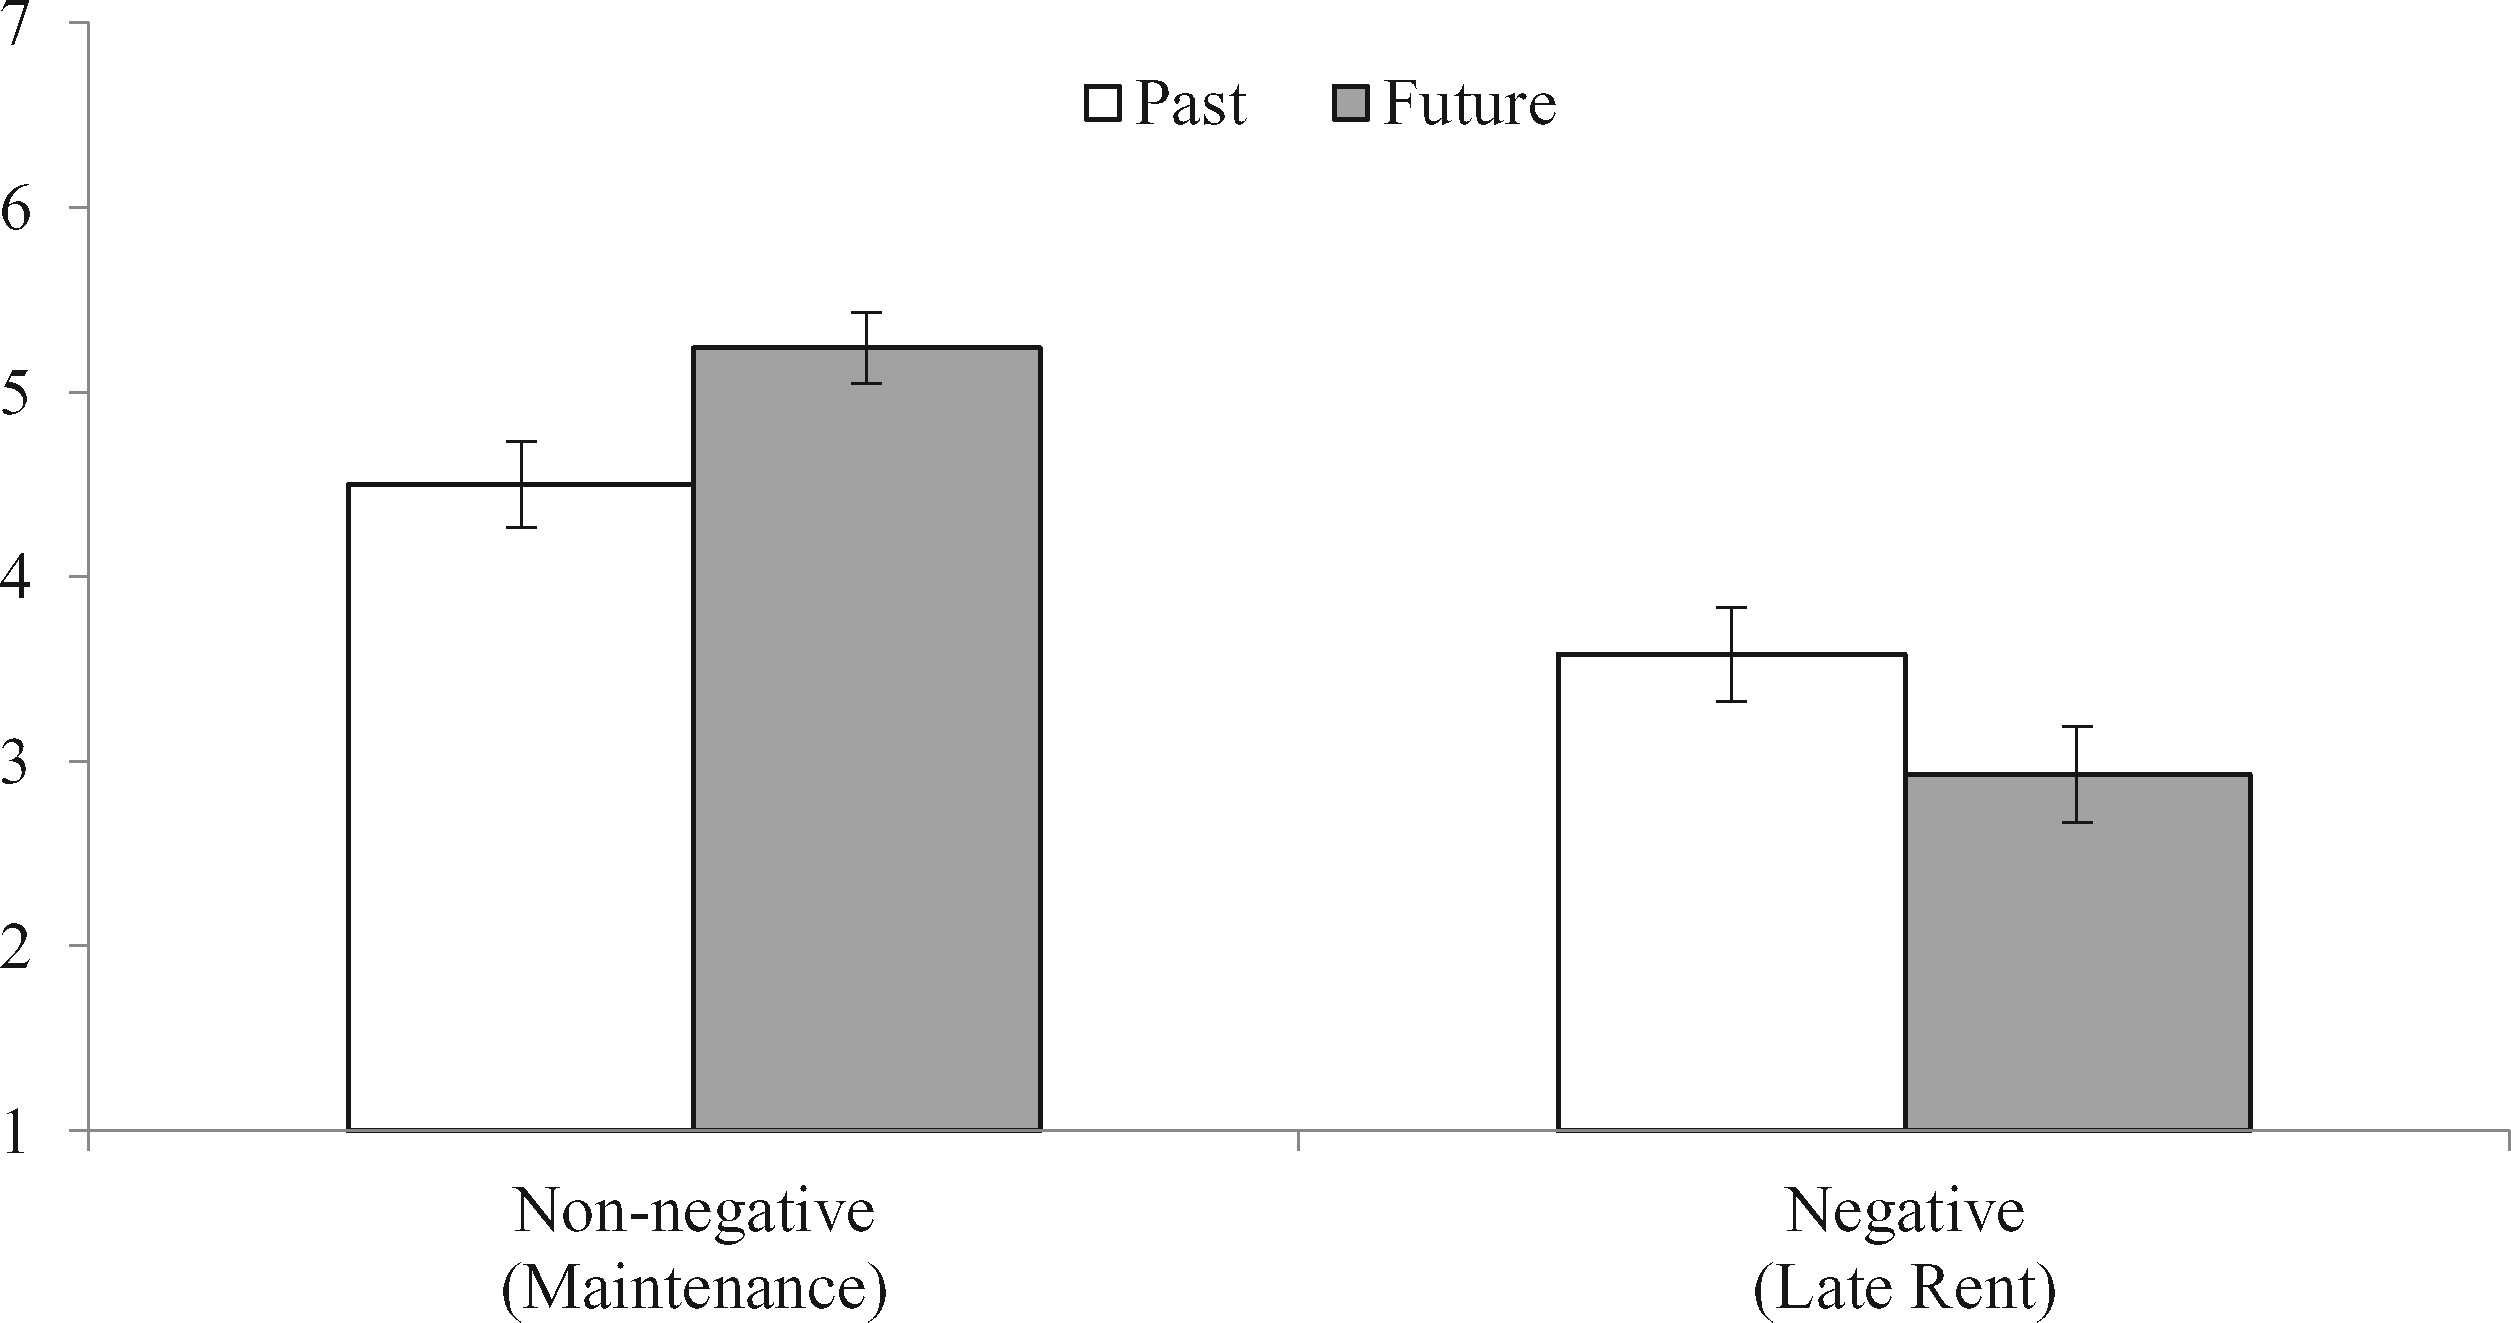 7
Past Future
6
5
4
3
2
1
Non-negative
(Maintenance)
Negative
(Late Rent)